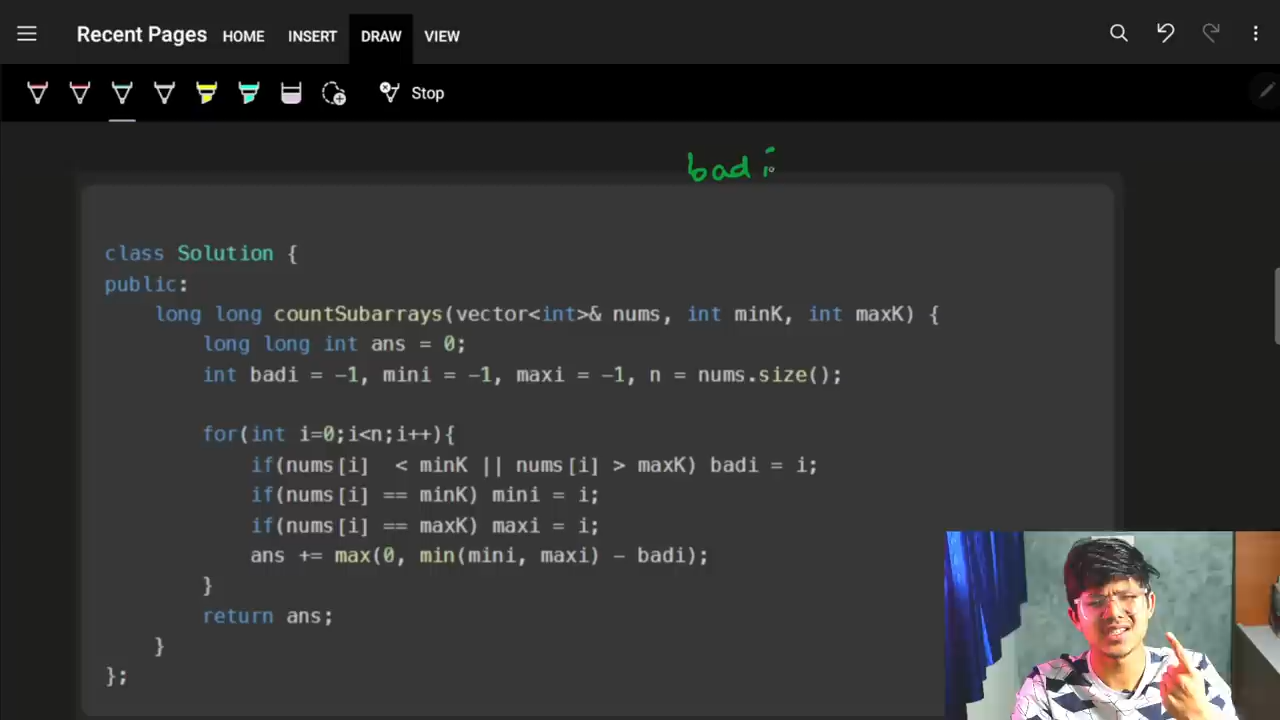 Recent Pages HOME INSERT DRAW VIEW
Stop
badi
class Solution {
public:
    long long countSubarrays(vector<int>& nums, int minK, int maxK) {
        long long int ans = 0;
        int badi = -1, mini = -1, maxi = -1, n = nums.size();
        for(int i=0;i<n;i++){
            if(nums[i]  < minK || nums[i] > maxK) badi = i;
            if(nums[i] == minK) mini = i;
            if(nums[i] == maxK) maxi = i;
            ans += max(0, min(mini, maxi) - badi);
        }
        return ans;
    }
};